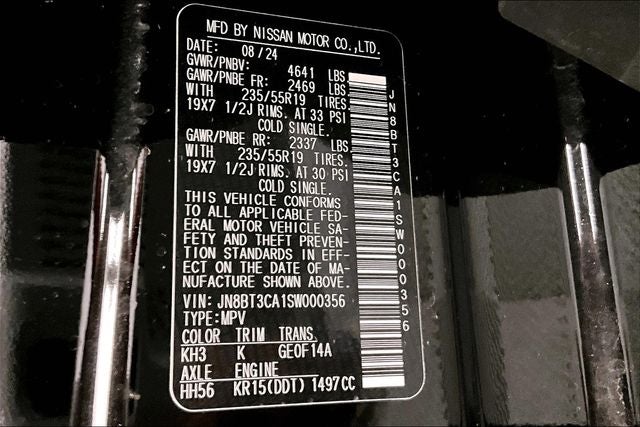 MFD BY NISSAN MOTOR CO.,LTD.
DATE: 08/24
GVWR/PNBV: 4641 LBS
GAWR/PNBE FR: 2469 LBS
WITH 235/55R19 TIRES
19X7 1/2J RIMS. AT 33 PSI
COLD SINGLE.
GAWR/PNBE RR: 2337 LBS
WITH 235/55R19 TIRES.
19X7 1/2J RIMS. AT 30 PSI
COLD SINGLE.
THIS VEHICLE CONFORMS
TO ALL APPLICABLE FED-
ERAL MOTOR VEHICLE SA-
FETY AND THEFT PREVEN-
TION STANDARDS IN EFF-
ECT ON THE DATE OF MA-
NUFACTURE SHOWN ABOVE.
VIN: JN8BT3CA1SW000356
TYPE:MPV
COLOR TRIM TRANS
KH3 K GE0F14A
AXLE ENGINE
HH56 KR15(DDT) 1497CC
JN8BT3CA1SW000356